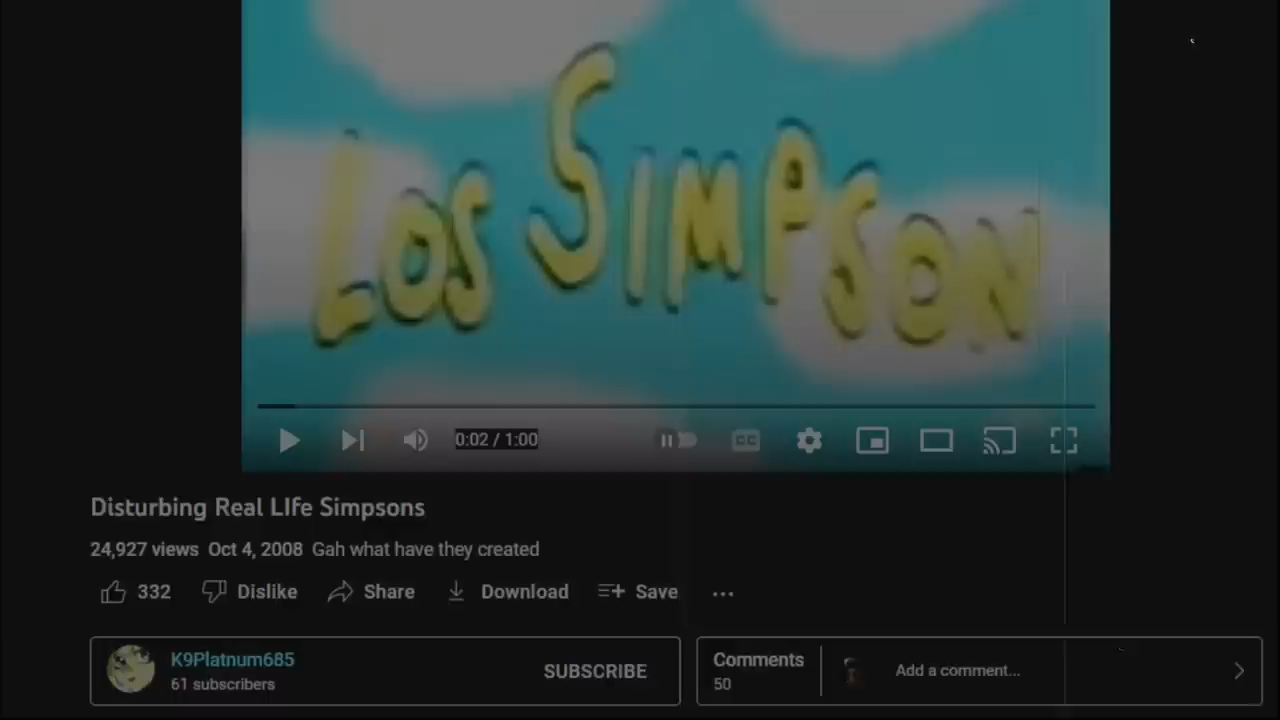 Los Simpson
0:02 / 1:00
CC
Disturbing Real LIfe Simpsons
24,927 views Oct 4, 2008 Gah what have they created
332 Dislike Share Download Save ...
K9Platnum685
61 subscribers
SUBSCRIBE
Comments
50
Add a comment...